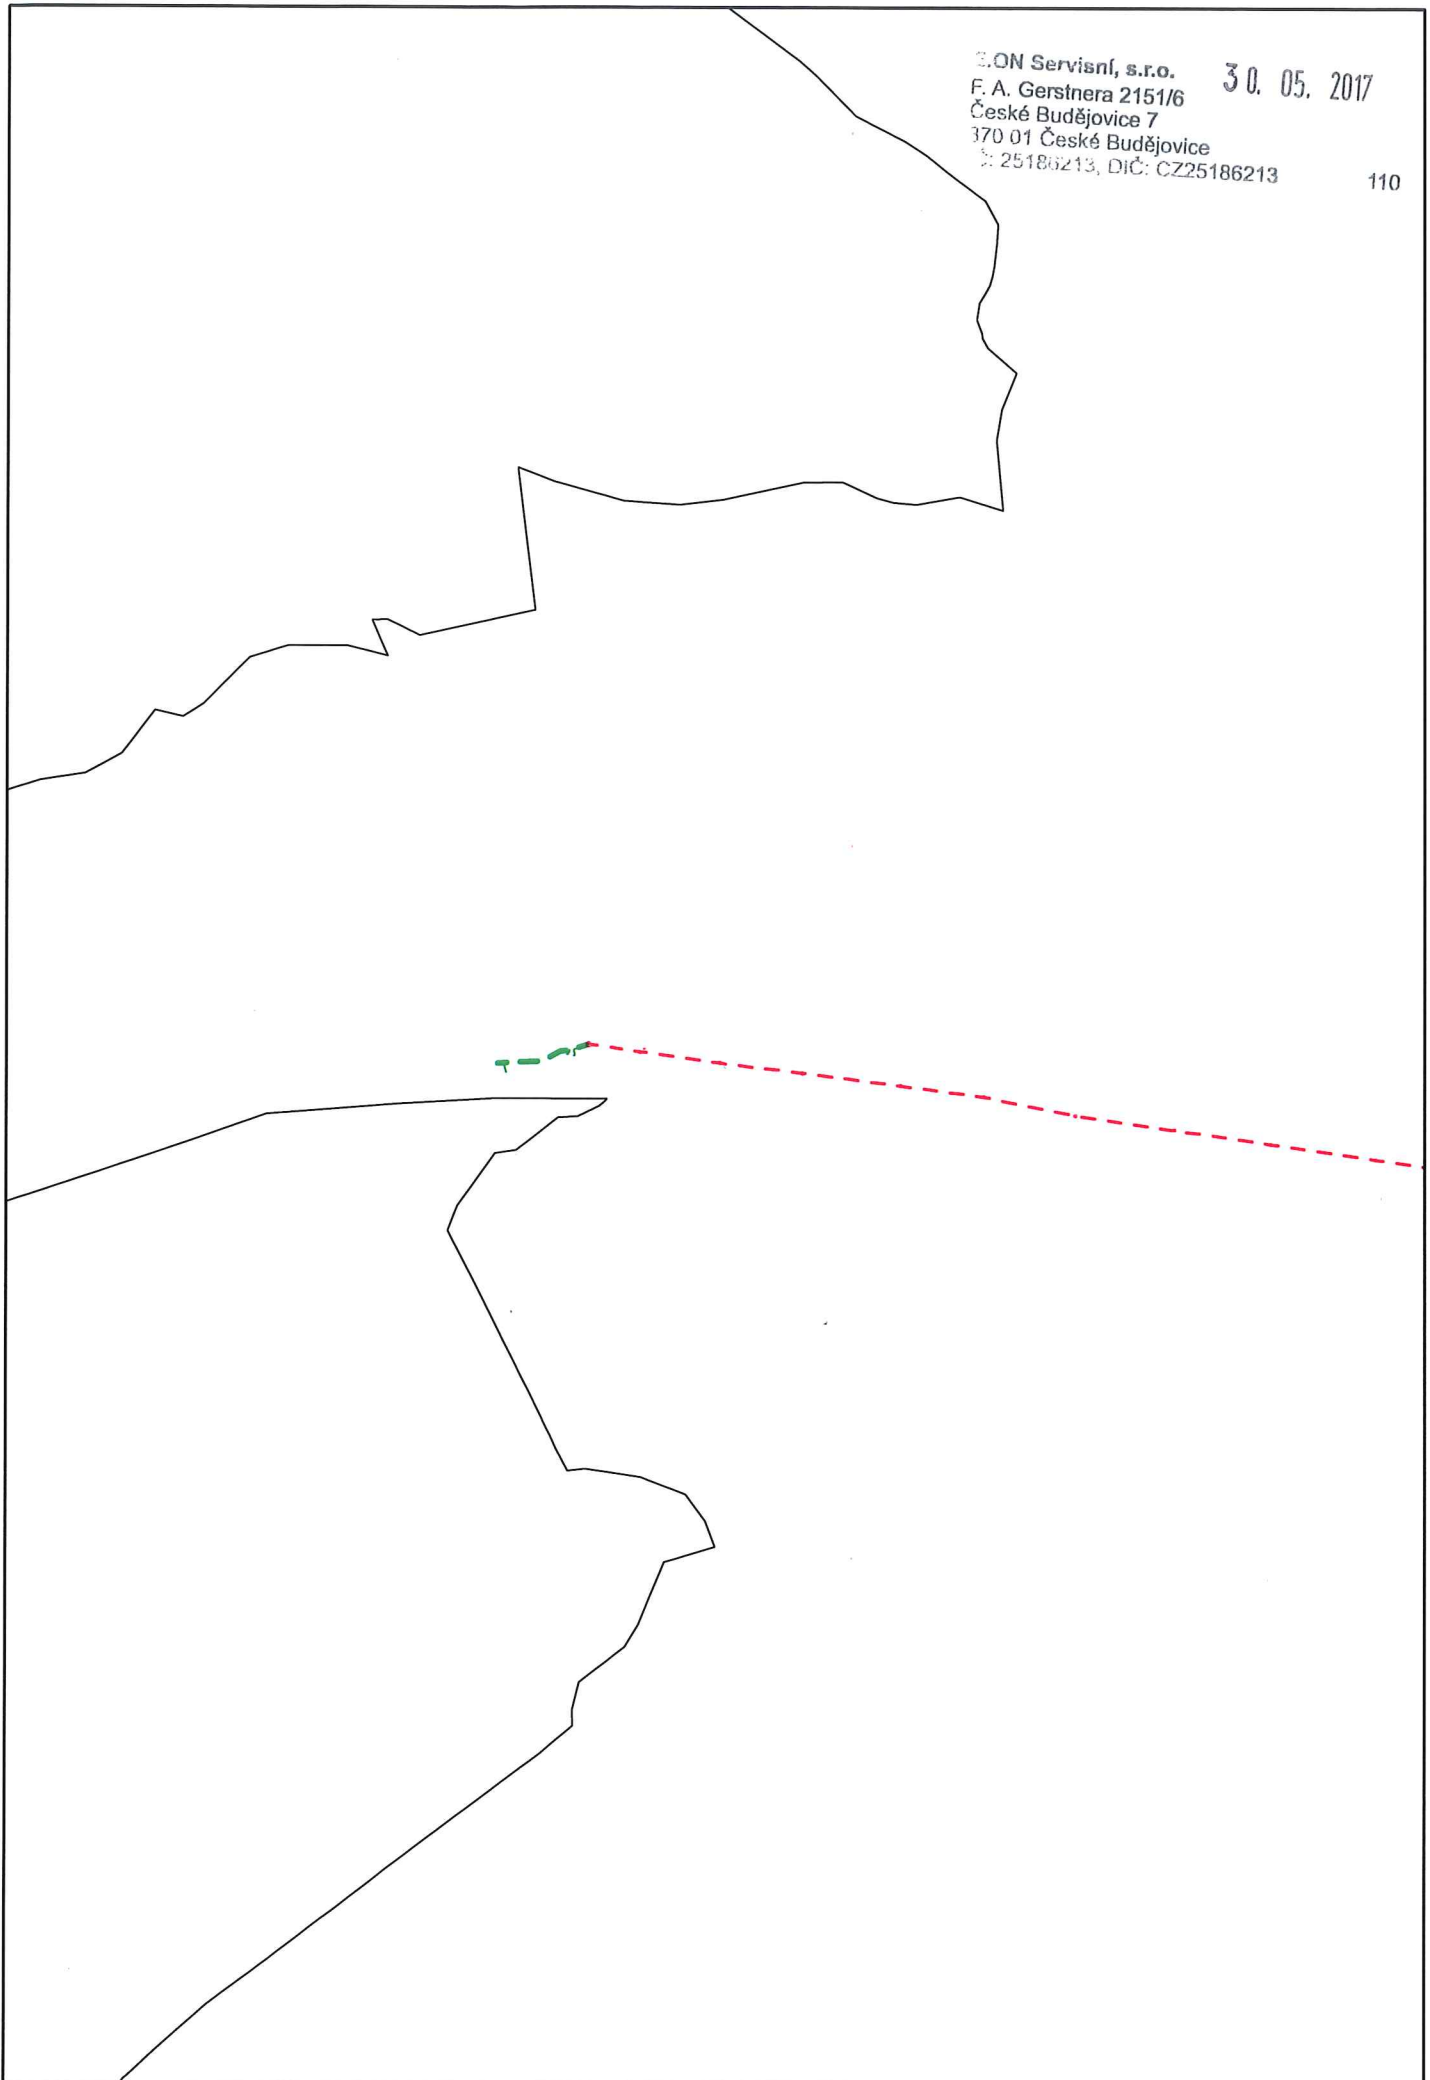 .ON Servisní, s.r.o.
30. 05. 2017
F. A. Gerstnera 2151/6
České Budějovice 7
370 01 České Budějovice
: 25186213, DIČ: CZ25186213
110